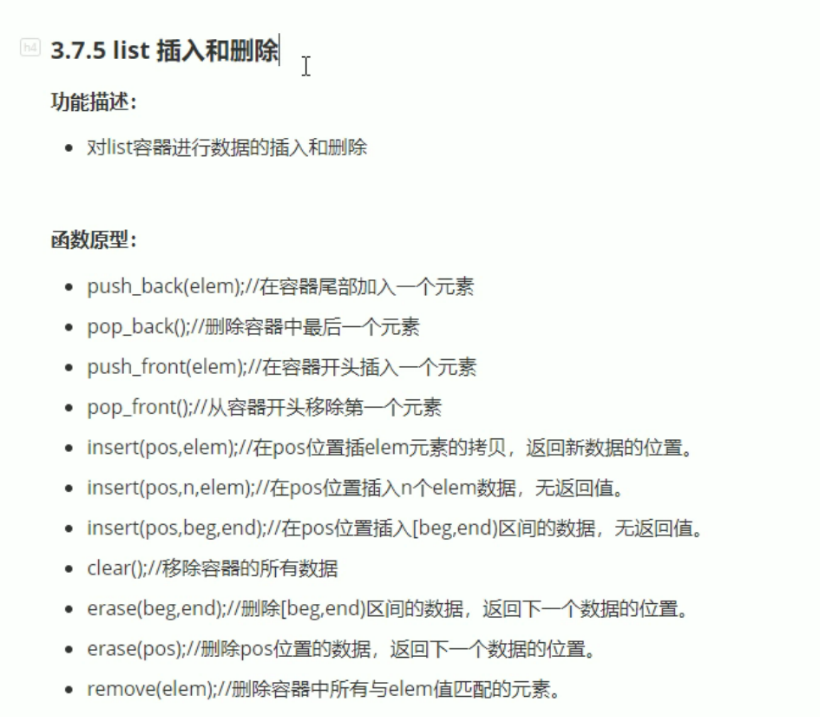 h4
3.7.5 list 插入和删除
功能描述：
• 对list容器进行数据的插入和删除
函数原型：
• push_back(elem);//在容器尾部加入一个元素
• pop_back();//删除容器中最后一个元素
• push_front(elem);//在容器开头插入一个元素
• pop_front();//从容器开头移除第一个元素
• insert(pos,elem);//在pos位置插elem元素的拷贝，返回新数据的位置。
• insert(pos,n,elem);//在pos位置插入n个elem数据，无返回值。
• insert(pos,beg,end);//在pos位置插入[beg,end)区间的数据，无返回值。
• clear();//移除容器的所有数据
• erase(beg,end);//删除[beg,end)区间的数据，返回下一个数据的位置。
• erase(pos);//删除pos位置的数据，返回下一个数据的位置。
• remove(elem);//删除容器中所有与elem值匹配的元素。